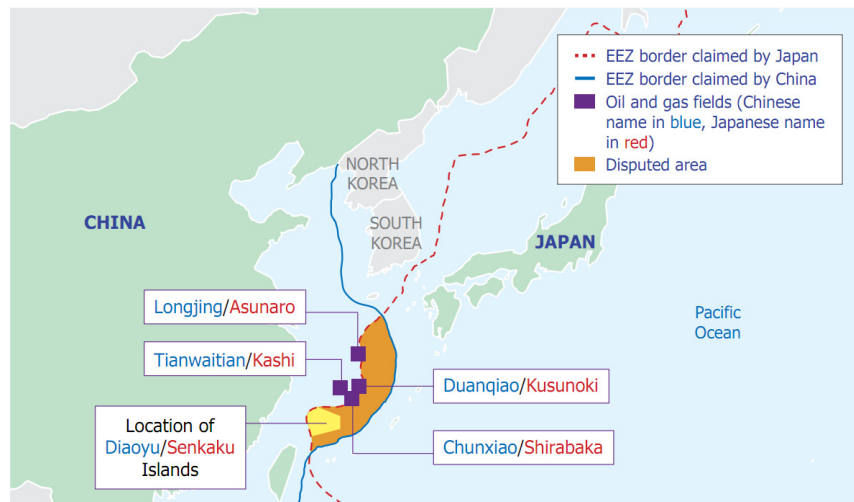 EEZ border claimed by Japan
EEZ border claimed by China
Oil and gas fields (Chinese
name in blue, Japanese name
in red)
Disputed area
NORTH
KOREA
CHINA
SOUTH
KOREA
JAPAN
Longjing/Asunaro
Pacific
Ocean
Tianwaitian/Kashi
Duanqiao/Kusunoki
Location of
Diaoyu/Senkaku
Islands
Chunxiao/Shirabaka